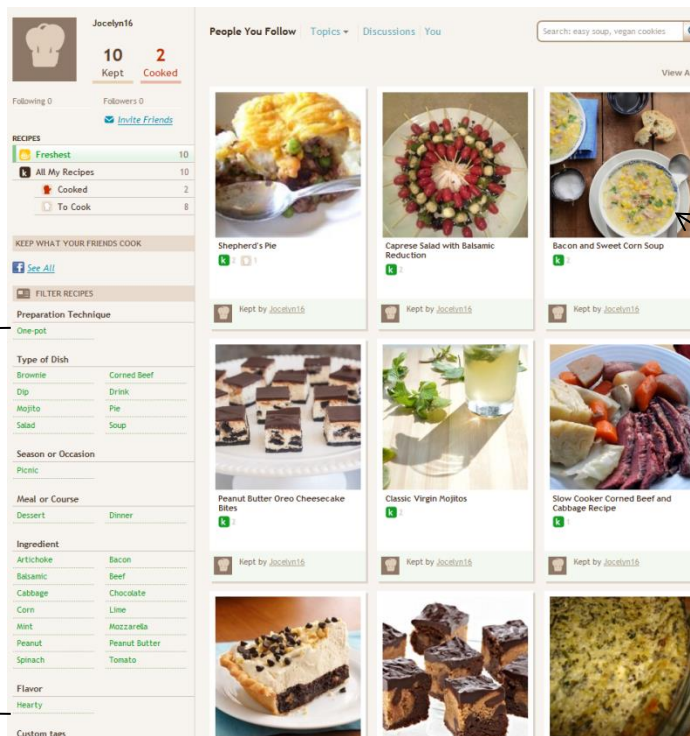 Jocelyn16
10 2
Kept Cooked
Following 0 Followers 0
Invite Friends
RECIPES
Freshest 10
k All My Recipes 10
Cooked 2
To Cook 8
KEEP WHAT YOUR FRIENDS COOK
f See All
FILTER RECIPES
Preparation Technique
One-pot
Type of Dish
Brownie Corned Beef
Dip Drink
Mojito Pie
Salad Soup
Season or Occasion
Picnic
Meal or Course
Dessert Dinner
Ingredient
Artichoke Bacon
Balsamic Beef
Cabbage Chocolate
Corn Lime
Mint Mozzarella
Peanut Peanut Butter
Spinach Tomato
Flavor
Hearty
Custom tags
People You Follow Topics Discussions You
Search: easy soup, vegan cookies
View A
Shepherd's Pie
k
Kept by Jocelyn16
Caprese Salad with Balsamic
Reduction
k
Kept by Jocelyn16
Bacon and Sweet Corn Soup
k
Kept by Jocelyn16
Peanut Butter Oreo Cheesecake
Bites
k
Kept by Jocelyn16
Classic Virgin Mojitos
k
Kept by Jocelyn16
Slow Cooker Corned Beef and
Cabbage Recipe
k
Kept by Jocelyn16